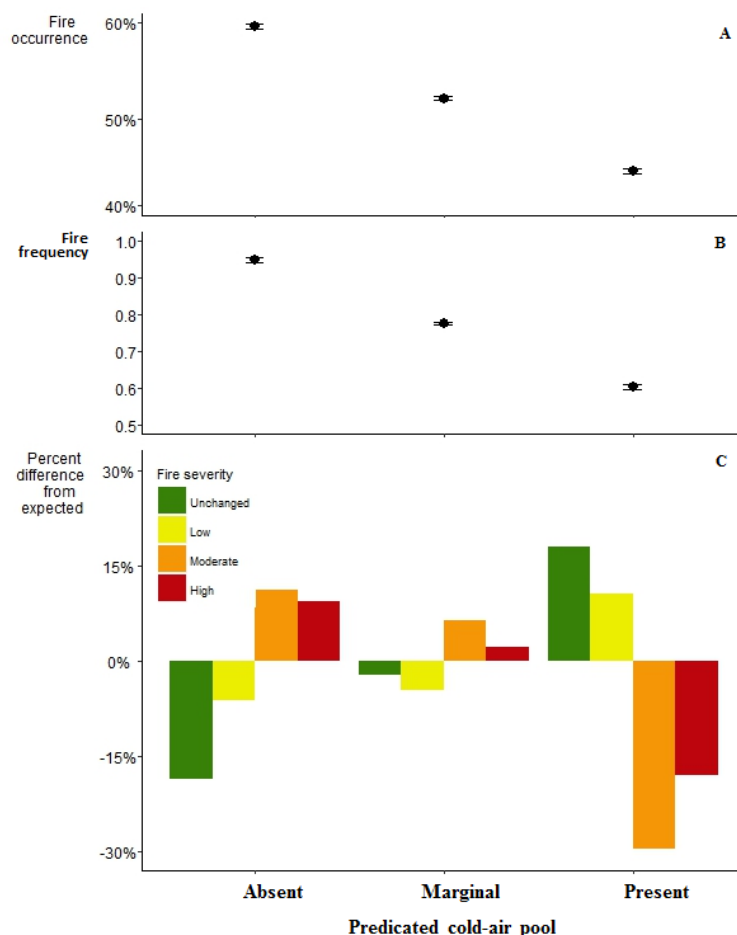 Fire
occurrence
60%
50%
40%
A
Fire
frequency
1.0
0.9
0.8
0.7
0.6
0.5
B
Percent
difference
from
expected
30%
15%
0%
-15%
-30%
C
Fire severity
Unchanged
Low
Moderate
High
Absent Marginal Present
Predicated cold-air pool